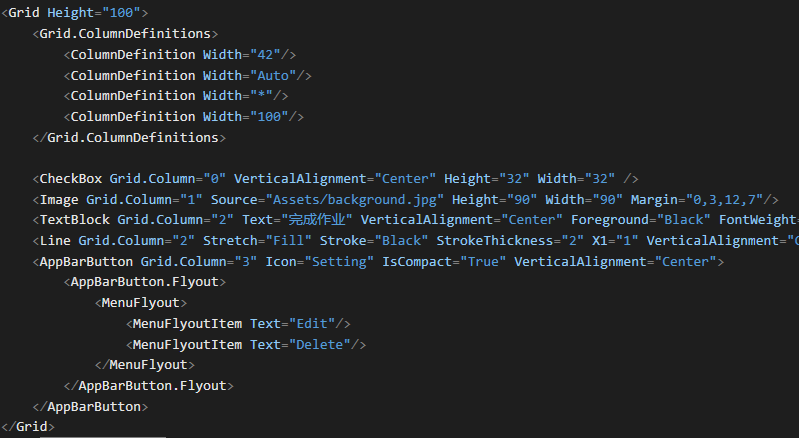 <Grid Height="100">
<Grid.ColumnDefinitions>
<ColumnDefinition Width="42"/>
<ColumnDefinition Width="Auto"/>
<ColumnDefinition Width="*"/>
<ColumnDefinition Width="100"/>
</Grid.ColumnDefinitions>
<CheckBox Grid.Column="0" VerticalAlignment="Center" Height="32" Width="32" />
<Image Grid.Column="1" Source="Assets/background.jpg" Height="90" Width="90" Margin="0,3,12,7"/>
<TextBlock Grid.Column="2" Text="完成作业" VerticalAlignment="Center" Foreground="Black" FontWeight=
<Line Grid.Column="2" Stretch="Fill" Stroke="Black" StrokeThickness="2" X1="1" VerticalAlignment="C
<AppBarButton Grid.Column="3" Icon="Setting" IsCompact="True" VerticalAlignment="Center">
<AppBarButton.Flyout>
<MenuFlyout>
<MenuFlyoutItem Text="Edit"/>
<MenuFlyoutItem Text="Delete"/>
</MenuFlyout>
</AppBarButton.Flyout>
</AppBarButton>
</Grid>